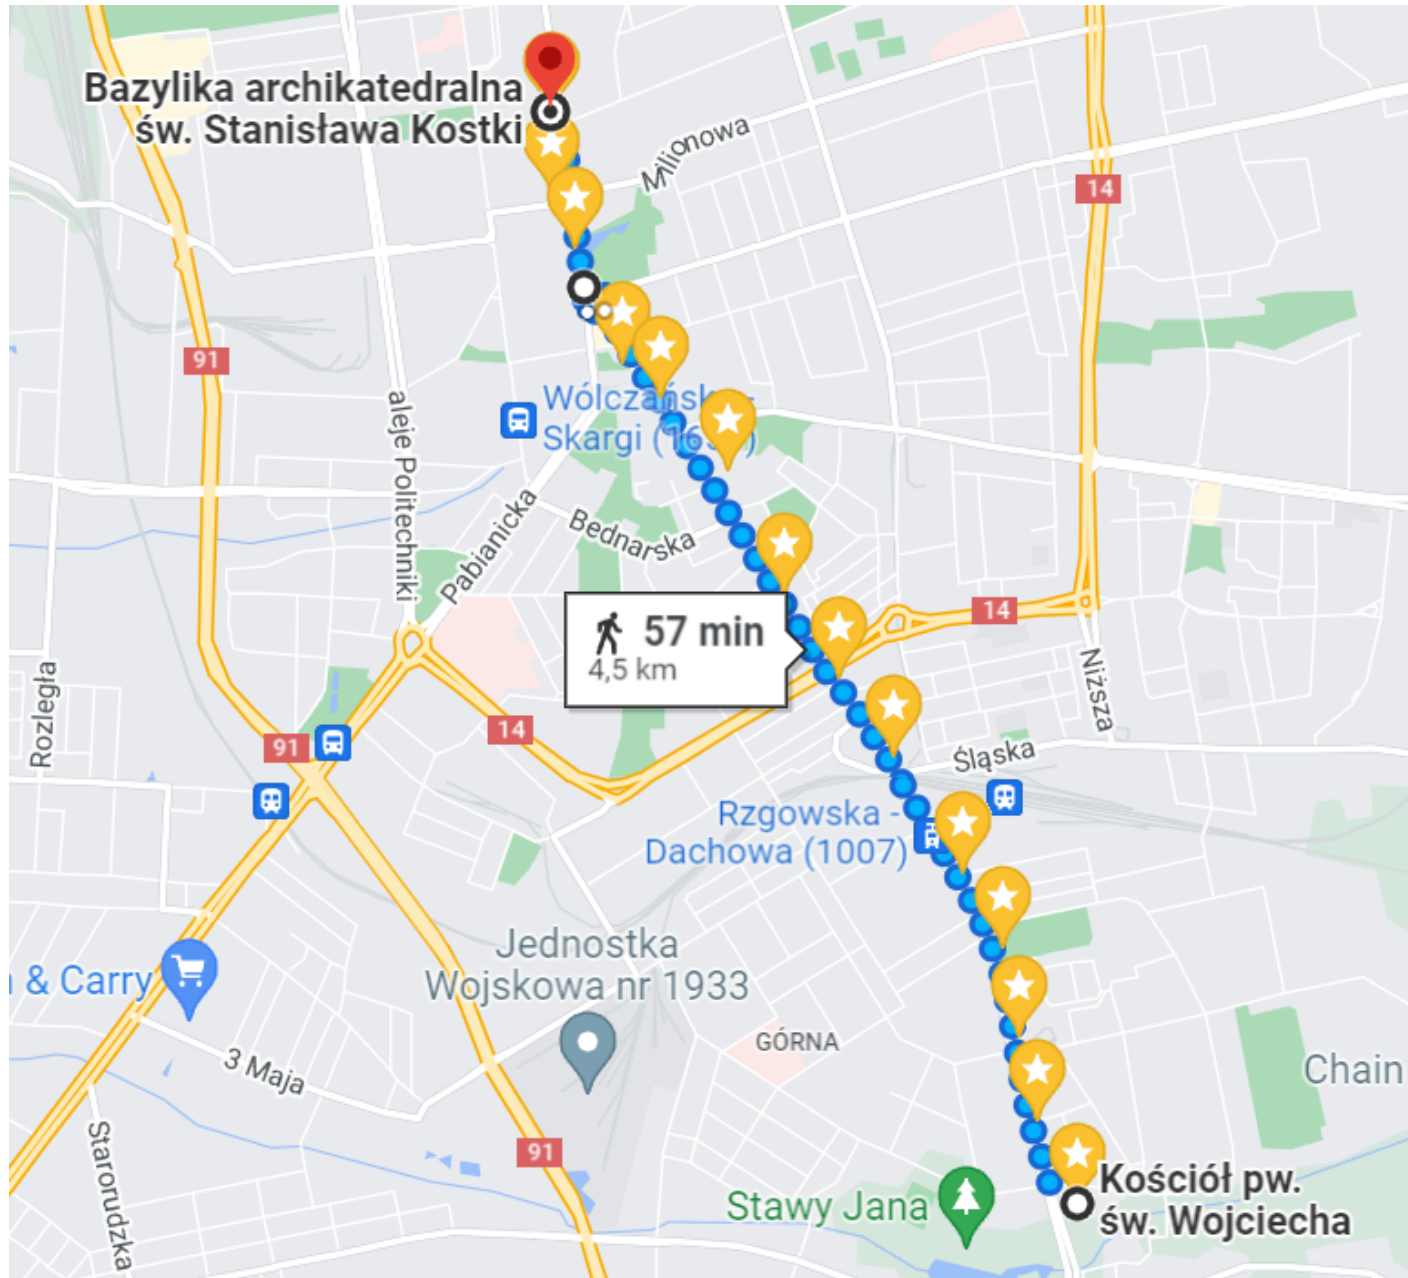 Bazylika archikatedralna
św. Stanisława Kostki
Milionowa
14
91
aleje Politechniki
Wólczańska -
Skargi (163
Pabianicka
Bednarska
57 min
4,5 km
14
Niższa
Rozległa
91
14
Śląska
Rzgowska -
Dachowa (1007)
Jednostka
Wojskowa nr 1933
& Carry
GÓRNA
3 Maja
Chain
91
Starorudzka
Stawy Jana
Kościół pw.
św. Wojciecha